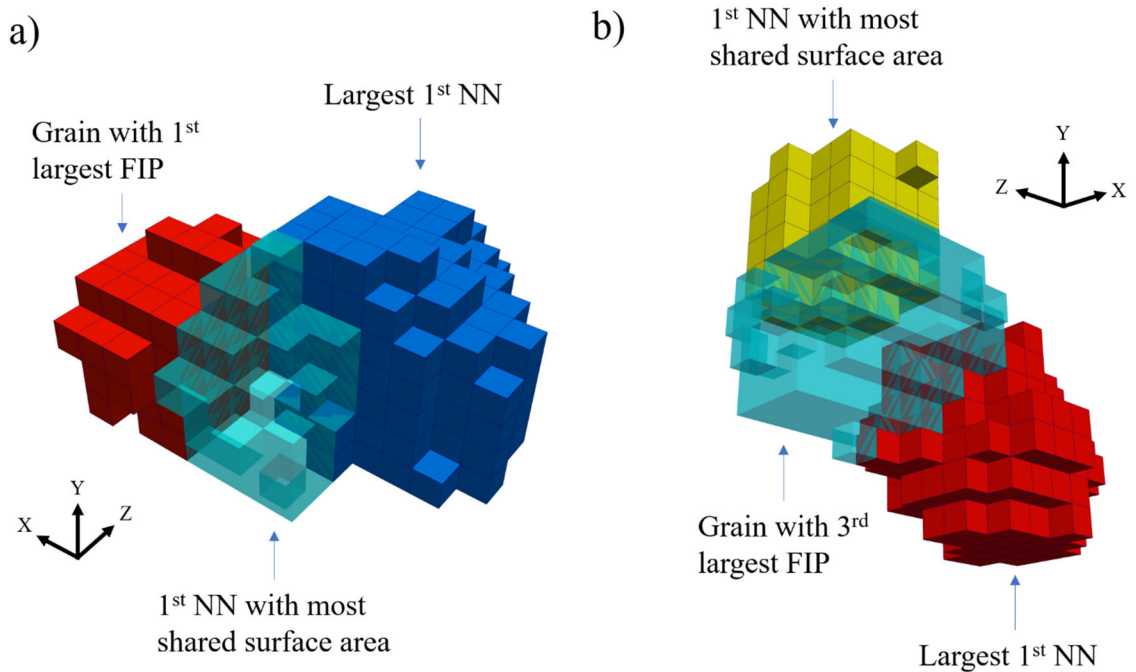 a)
Grain with 1st
largest FIP
Largest 1st NN
Y
X
Z
1st NN with most
shared surface area
b)
1st NN with most
shared surface area
Y
Z
X
Grain with 3rd
largest FIP
Largest 1st NN